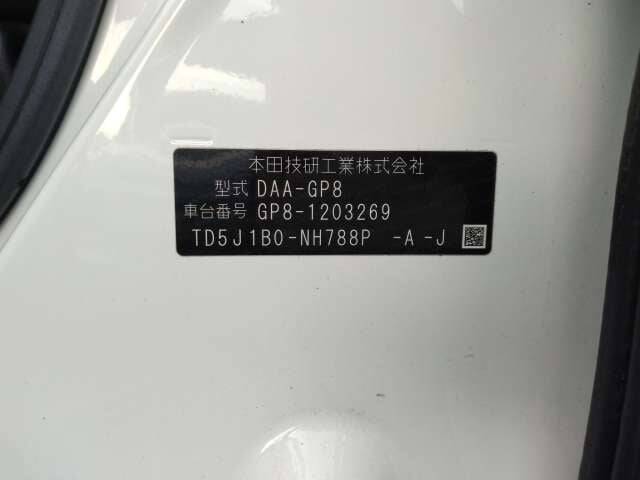 本田技研工業株式会社
型式 DAA-GP8
車台番号 GP8-1203269
TD5J1B0-NH788P -A -J